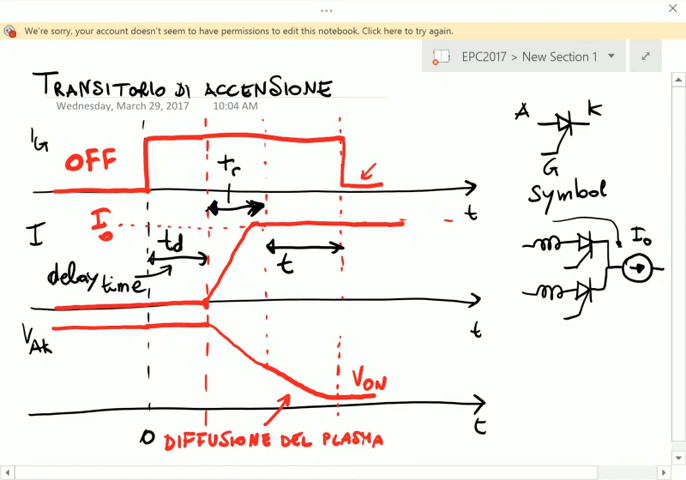 We're sorry, your account doesn't seem to have permissions to edit this notebook. Click here to try again.
EPC2017 > New Section 1
TRANSITORIO DI ACCENSIONE
Wednesday, March 29, 2017 10:04 AM
A K
G
symbol
I0
IG
OFF
tr
t
I
I0
td
t
delay time
t
VAK
VON
0
DIFFUSIONE DEL PLASMA
t